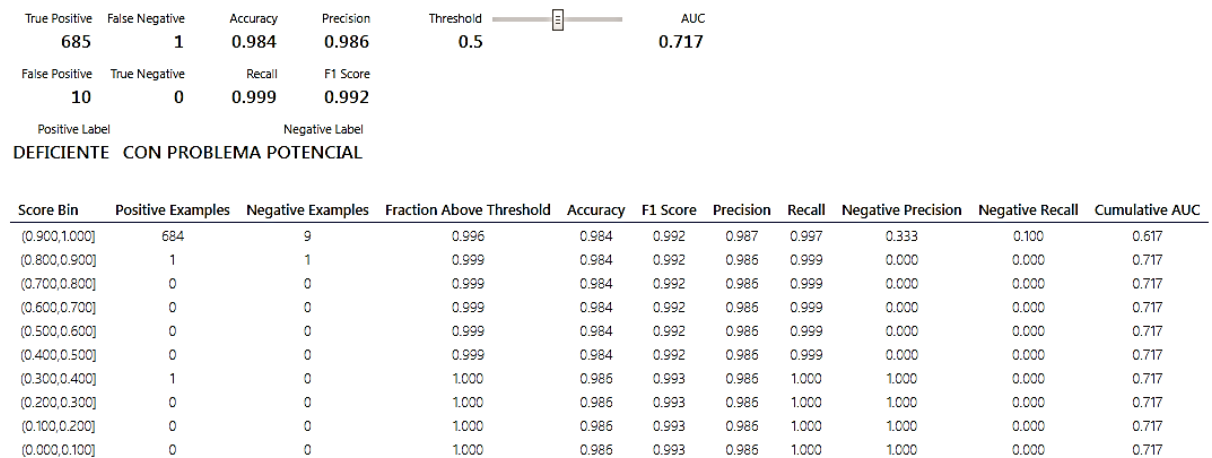 True Positive False Negative Accuracy Precision Threshold AUC
685 1 0.984 0.986 0.5 0.717
False Positive True Negative Recall F1 Score
10 0 0.999 0.992
Positive Label Negative Label
DEFICIENTE CON PROBLEMA POTENCIAL
Score Bin Positive Examples Negative Examples Fraction Above Threshold Accuracy F1 Score Precision Recall Negative Precision Negative Recall Cumulative AUC
(0.900,1.000] 684 9 0.996 0.984 0.992 0.987 0.997 0.333 0.100 0.617
(0.800,0.900] 1 1 0.999 0.984 0.992 0.986 0.999 0.000 0.000 0.717
(0.700,0.800] 0 0 0.999 0.984 0.992 0.986 0.999 0.000 0.000 0.717
(0.600,0.700] 0 0 0.999 0.984 0.992 0.986 0.999 0.000 0.000 0.717
(0.500,0.600] 0 0 0.999 0.984 0.992 0.986 0.999 0.000 0.000 0.717
(0.400,0.500] 0 0 0.999 0.984 0.992 0.986 0.999 0.000 0.000 0.717
(0.300,0.400] 1 0 1.000 0.986 0.993 0.986 1.000 1.000 0.000 0.717
(0.200,0.300] 0 0 1.000 0.986 0.993 0.986 1.000 1.000 0.000 0.717
(0.100,0.200] 0 0 1.000 0.986 0.993 0.986 1.000 1.000 0.000 0.717
(0.000,0.100] 0 0 1.000 0.986 0.993 0.986 1.000 1.000 0.000 0.717